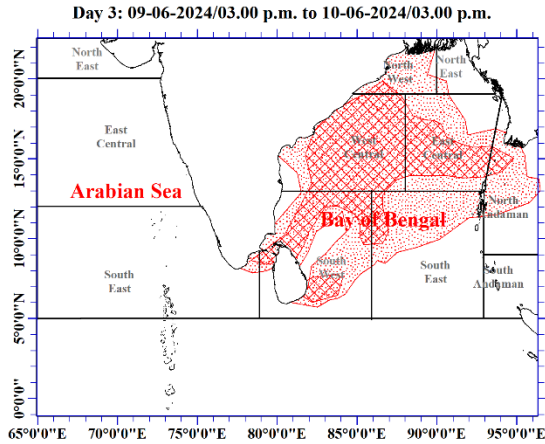 Day 3: 09-06-2024/03.00 p.m. to 10-06-2024/03.00 p.m.
North
East
North
West
North
East
20°0'0"N
East
Central
West
Central
East
Central
15°0'0"N
Arabian Sea
North
Andaman
Bay of Bengal
10°0'0"N
South
East
South
West
South
East
South
Andaman
5°0'0"N
0°0'0"
65°0'0"E 70°0'0"E 75°0'0"E 80°0'0"E 85°0'0"E 90°0'0"E 95°0'0"E